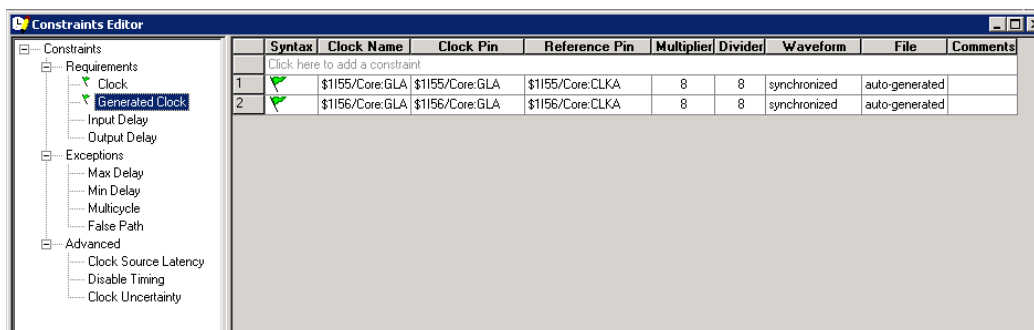 Constraints Editor
Constraints
Requirements
Clock
Generated Clock
Input Delay
Output Delay
Exceptions
Max Delay
Min Delay
Multicycle
False Path
Advanced
Clock Source Latency
Disable Timing
Clock Uncertainty
Syntax Clock Name Clock Pin Reference Pin Multiplier Divider Waveform File Comments
Click here to add a constraint
1 $1I55/Core:GLA $1I55/Core:GLA $1I55/Core:CLKA 8 8 synchronized auto-generated
2 $1I56/Core:GLA $1I56/Core:GLA $1I56/Core:CLKA 8 8 synchronized auto-generated